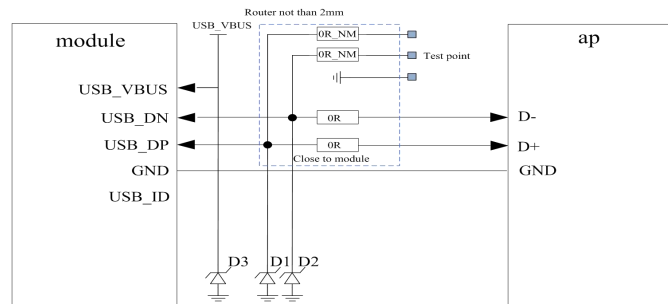 Router not than 2mm
USB_VBUS
module
ap
0R_NM
0R_NM
Test point
USB_VBUS
USB_DN
0R
D-
USB_DP
0R
D+
Close to module
GND
GND
USB_ID
D3
D1
D2